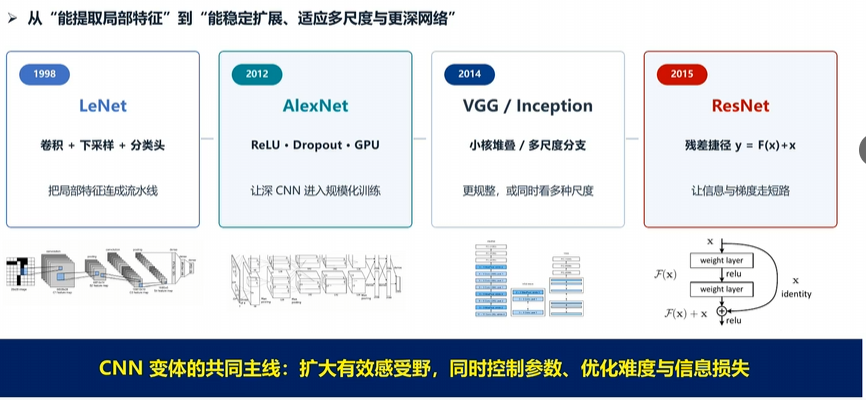 ➢ 从“能提取局部特征”到“能稳定扩展、适应多尺度与更深网络”
1998
LeNet
卷积 + 下采样 + 分类头
把局部特征连成流水线
2012
AlexNet
ReLU · Dropout · GPU
让深 CNN 进入规模化训练
2014
VGG / Inception
小核堆叠 / 多尺度分支
更规整，或同时看多种尺度
2015
ResNet
残差捷径 y = F(x)+x
让信息与梯度走短路
x
weight layer
F(x)
relu
weight layer
x
identity
F(x) + x
relu
CNN 变体的共同主线：扩大有效感受野，同时控制参数、优化难度与信息损失